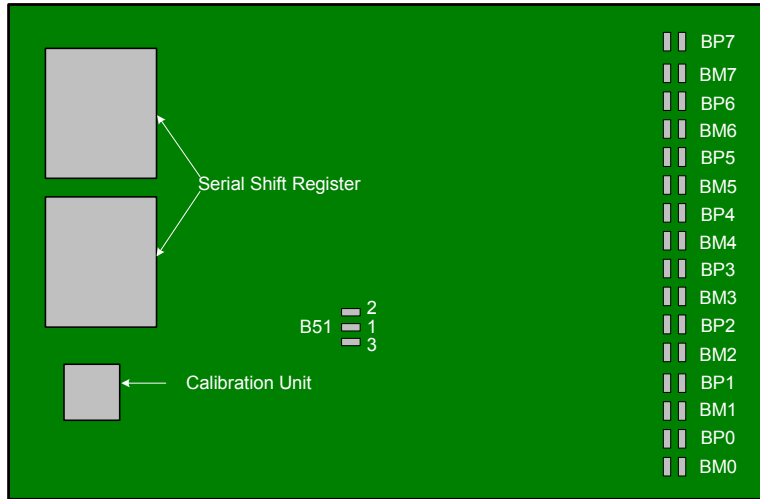 BP7
BM7
BP6
BM6
BP5
Serial Shift Register
BM5
BP4
BM4
BP3
BM3
2
B51 1
3
BP2
BM2
Calibration Unit
BP1
BM1
BP0
BM0